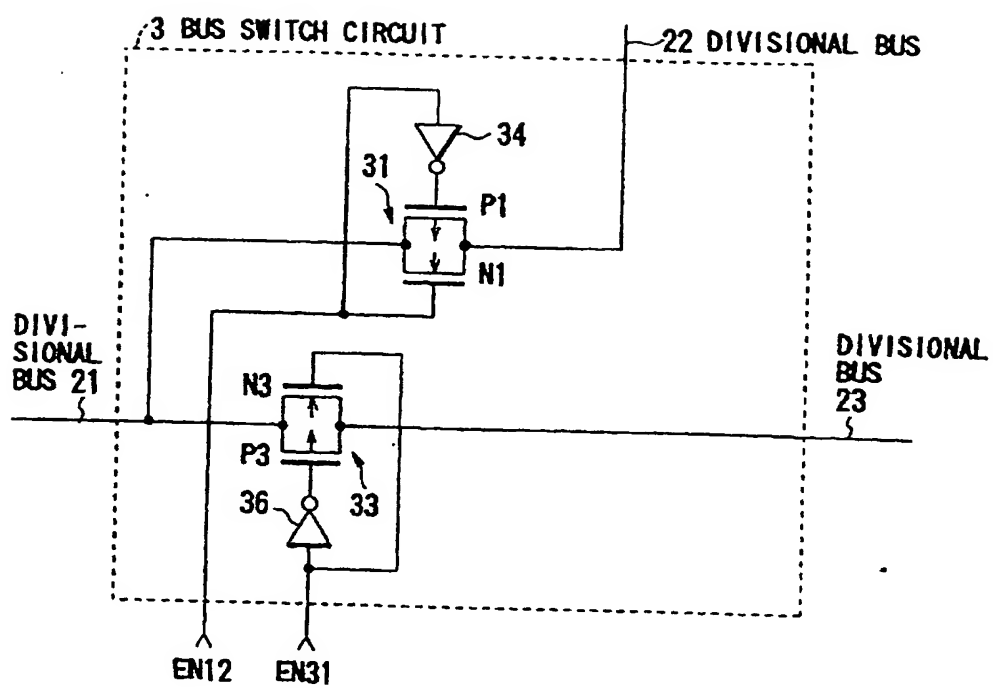 3 BUS SWITCH CIRCUIT
22 DIVISIONAL BUS
34
31
P1
N1
DIVI-
SIONAL
BUS 21
DIVISIONAL
BUS
23
N3
P3
36
33
EN12
EN31